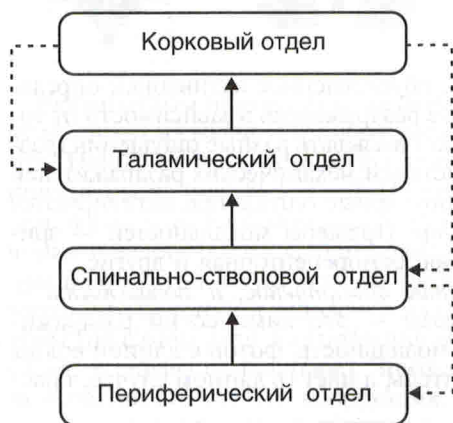 Корковый отдел
Таламический отдел
Спинально-стволовой отдел
Периферический отдел